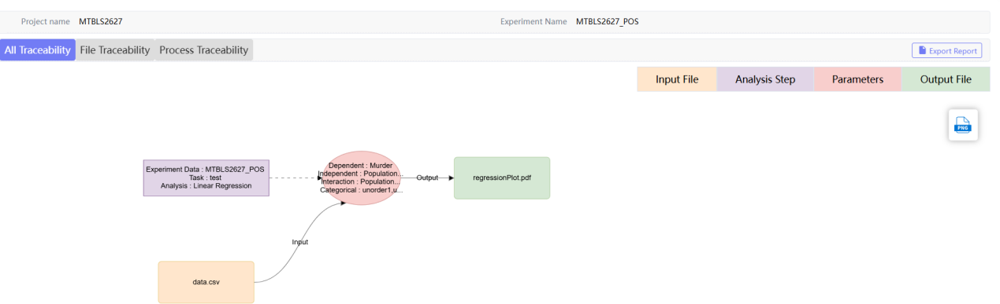 Project name MTBLS2627 Experiment Name MTBLS2627_POS
All Traceability File Traceability Process Traceability Export Report
Input File Analysis Step Parameters Output File
PNG
Experiment Data : MTBLS2627_POS
Task : test
Analysis : Linear Regression
Dependent : Murder
Independent : Population...
Interaction : Population...
Categorical : unorder1,u...
Output
regressionPlot.pdf
Input
data.csv